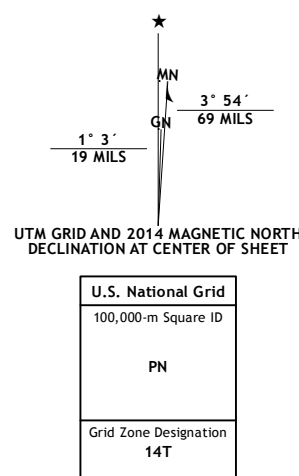 ★
MN
3° 54´
69 MILS
GN
1° 3´
19 MILS
UTM GRID AND 2014 MAGNETIC NORTH
DECLINATION AT CENTER OF SHEET
U.S. National Grid
100,000-m Square ID
PN
Grid Zone Designation
14T